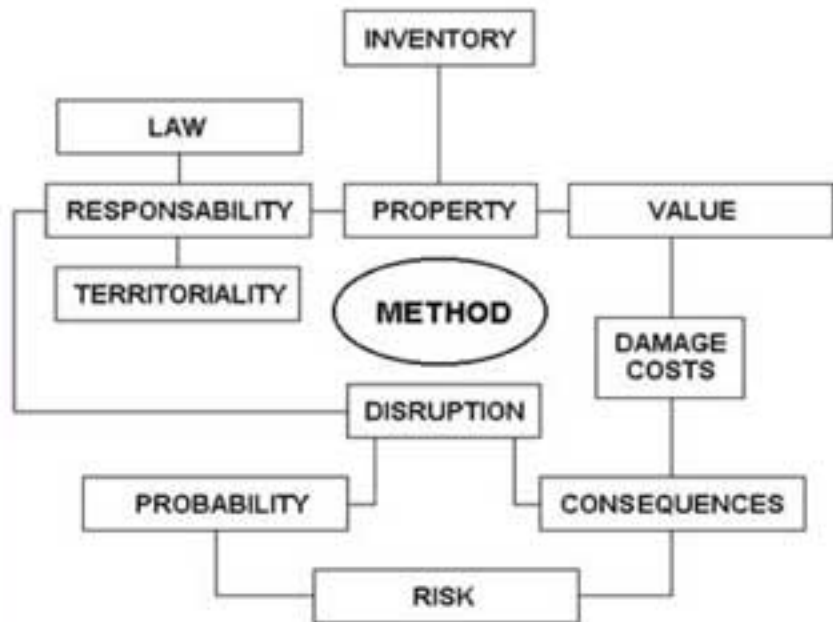 INVENTORY
LAW
RESPONSABILITY
PROPERTY
VALUE
TERRITORIALITY
METHOD
DAMAGE
COSTS
DISRUPTION
PROBABILITY
CONSEQUENCES
RISK